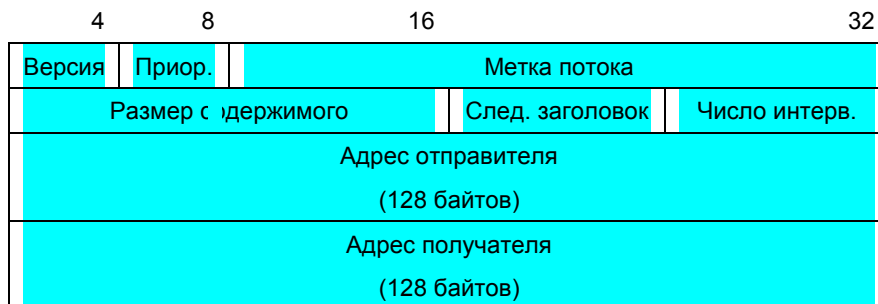 4 8 16 32
Версия Приор. Метка потока
Размер содержимого След. заголовок Число интерв.
Адрес отправителя
(128 байтов)
Адрес получателя
(128 байтов)